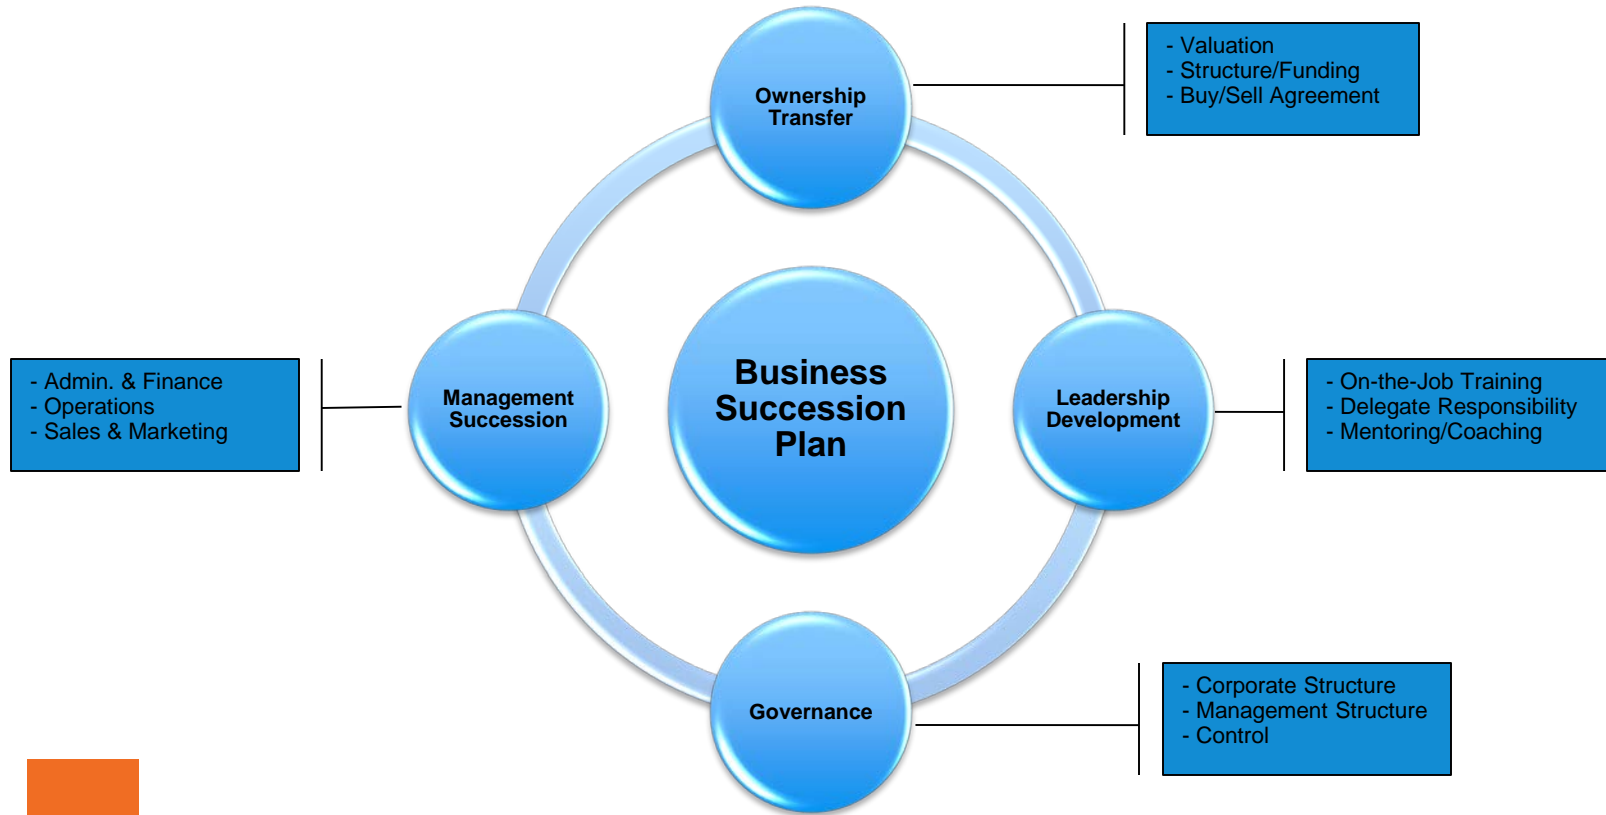 Ownership
Transfer
- Valuation
- Structure/Funding
- Buy/Sell Agreement
- Admin. & Finance
- Operations
- Sales & Marketing
Management
Succession
Business
Succession
Plan
Leadership
Development
- On-the-Job Training
- Delegate Responsibility
- Mentoring/Coaching
Governance
- Corporate Structure
- Management Structure
- Control